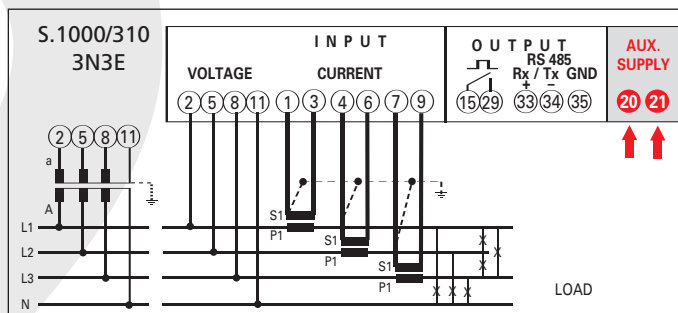 S.1000/310
3N3E
INPUT
VOLTAGE
CURRENT
2 5 8 11 1 3 4 6 7 9
OUTPUT
RS 485
Rx / Tx GND
+ –
15 29 33 34 35
AUX.
SUPPLY
20 21
2 5 8 11
a
A
L1
L2
L3
N
S1
P1
S1
P1
S1
P1
X
X X
X X X
LOAD